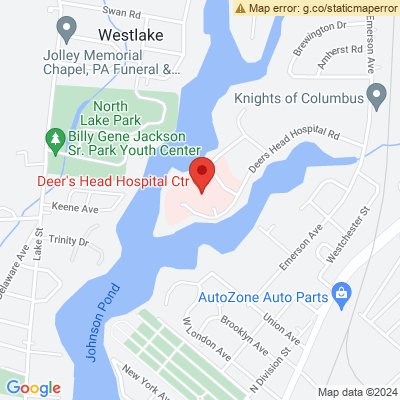 Map error: g.co/staticmaperror
Swan Rd
Westlake
Brewington Dr
Emerson Ave
Amherst Rd
Jolley Memorial
Chapel, PA Funeral &…
Knights of Columbus
North
Lake Park
Billy Gene Jackson
Sr. Park Youth Center
Deers Head Hospital Rd
Deer's Head Hospital Ctr
Keene Ave
Westchester St
Trinity Dr
Emerson Ave
Delaware Ave
Lake St
AutoZone Auto Parts
Johnson Pond
Union Ave
Brooklyn Ave
W London Ave
N Division St
New York Ave
Google
Map data ©2024